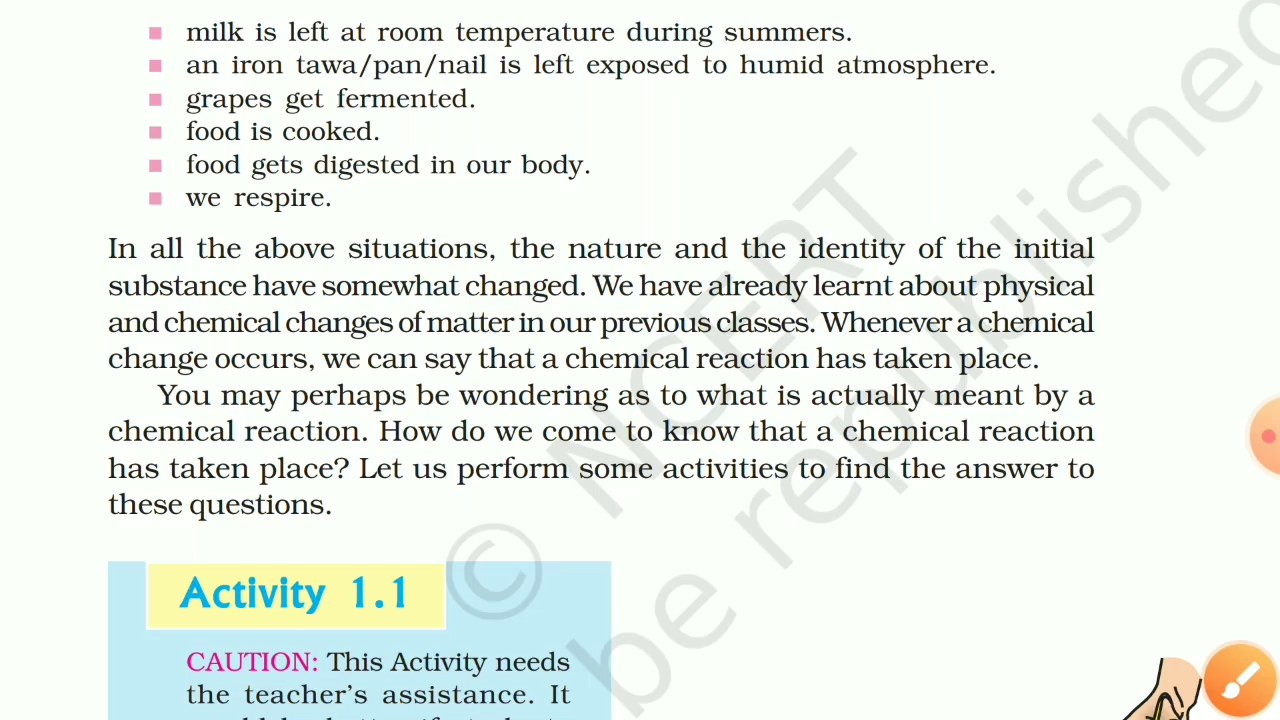 milk is left at room temperature during summers.
an iron tawa/pan/nail is left exposed to humid atmosphere.
grapes get fermented.
food is cooked.
food gets digested in our body.
we respire.
In all the above situations, the nature and the identity of the initial
substance have somewhat changed. We have already learnt about physical
and chemical changes of matter in our previous classes. Whenever a chemical
change occurs, we can say that a chemical reaction has taken place.
You may perhaps be wondering as to what is actually meant by a
chemical reaction. How do we come to know that a chemical reaction
has taken place? Let us perform some activities to find the answer to
these questions.
Activity 1.1
CAUTION: This Activity needs
the teacher's assistance. It
© NCERT
be republished